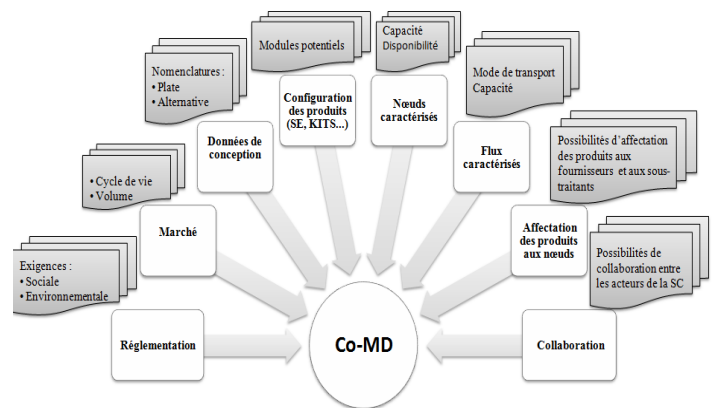 Modules potentiels
Capacité
Disponibilité
Nomenclatures :
• Plate
• Alternative
Mode de transport
Capacité
Configuration
des produits
(SE, KITS...)
Nœuds
caractérisés
Données de
conception
Flux
caractérisés
Possibilités d'affectation
des produits aux
fournisseurs et aux sous-
traitants
• Cycle de vie
• Volume
Marché
Affectation
des produits
aux nœuds
Exigences :
• Sociale
• Environnementale
Possibilités de
collaboration entre
les acteurs de la SC
Réglementation
Co-MD
Collaboration